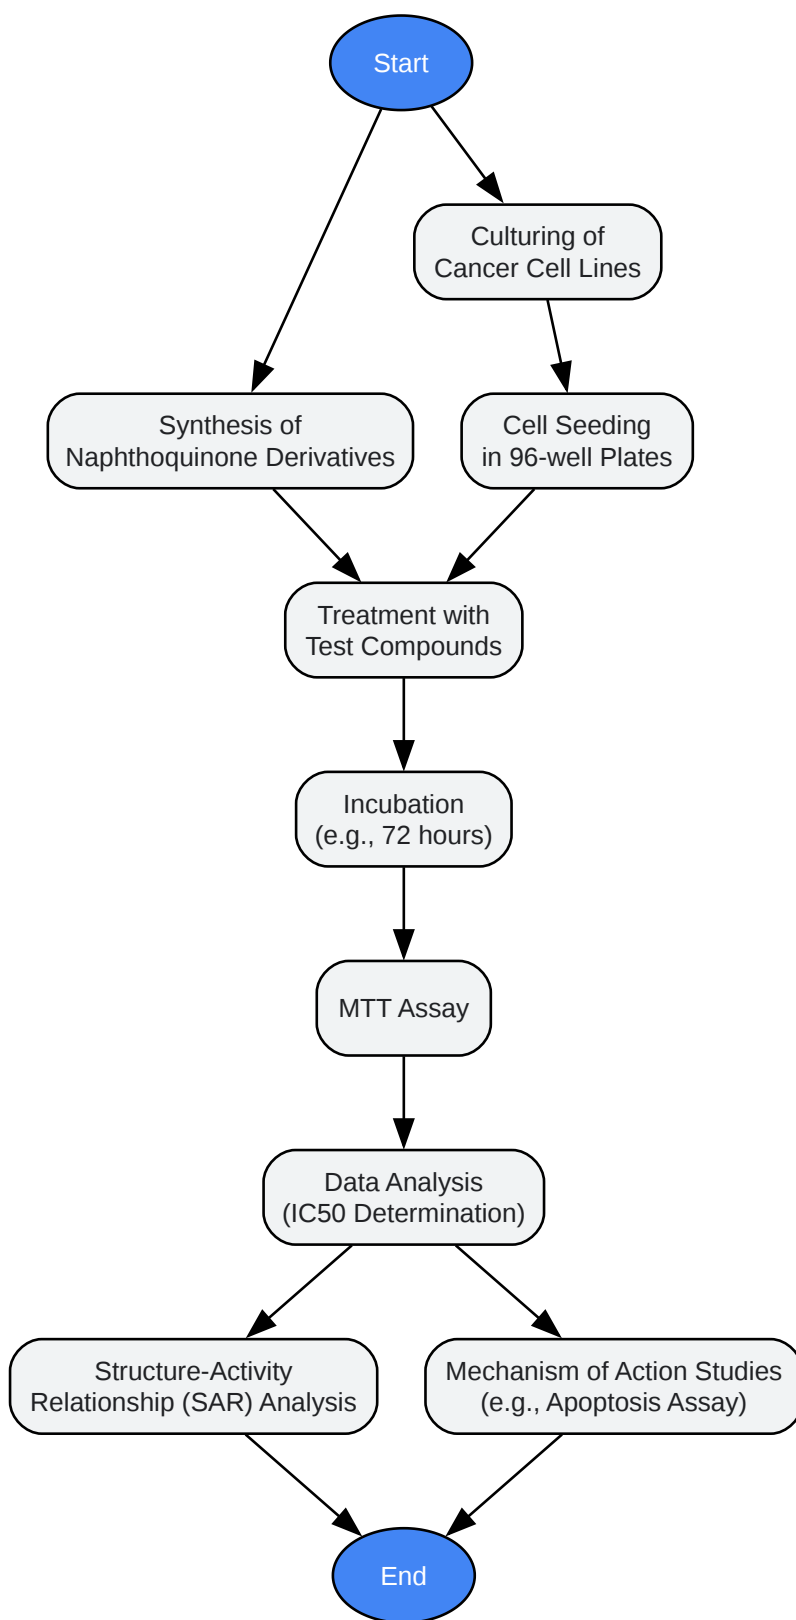 Start
Culturing of
Cancer Cell Lines
Synthesis of
Naphthoquinone Derivatives
Cell Seeding
in 96-well Plates
Treatment with
Test Compounds
Incubation
(e.g., 72 hours)
MTT Assay
Data Analysis
(IC50 Determination)
Structure-Activity
Relationship (SAR) Analysis
Mechanism of Action Studies
(e.g., Apoptosis Assay)
End